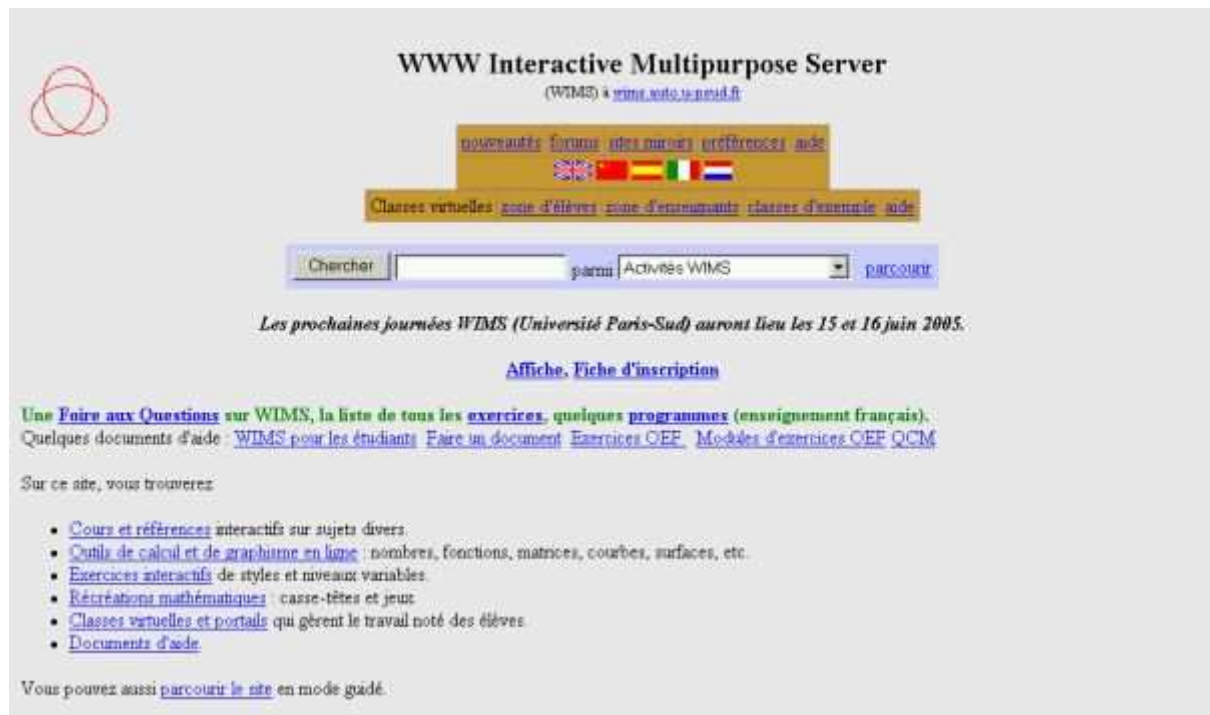 WWW Interactive Multipurpose Server
(WIMS) à wims.auto.u-psud.fr
nouveautés forums sites miroirs préférences aide
Classes virtuelles zone d'élèves zone d'enseignants classes d'exemple aide
Chercher parmi Activités WIMS parcourir
Les prochaines journées WIMS (Université Paris-Sud) auront lieu les 15 et 16 juin 2005.
Affiche, Fiche d'inscription
Une Foire aux Questions sur WIMS, la liste de tous les exercices, quelques programmes (enseignement français).
Quelques documents d'aide : WIMS pour les étudiants Faire un document Exercices OEF Modules d'exercices OEF QCM
Sur ce site, vous trouverez
• Cours et références interactifs sur sujets divers.
• Outils de calcul et de graphisme en ligne : nombres, fonctions, matrices, courbes, surfaces, etc.
• Exercices interactifs de styles et niveaux variables.
• Récréations mathématiques : casse-têtes et jeux
• Classes virtuelles et portails qui gèrent le travail noté des élèves.
• Documents d'aide.
Vous pouvez aussi parcourir le site en mode guidé.